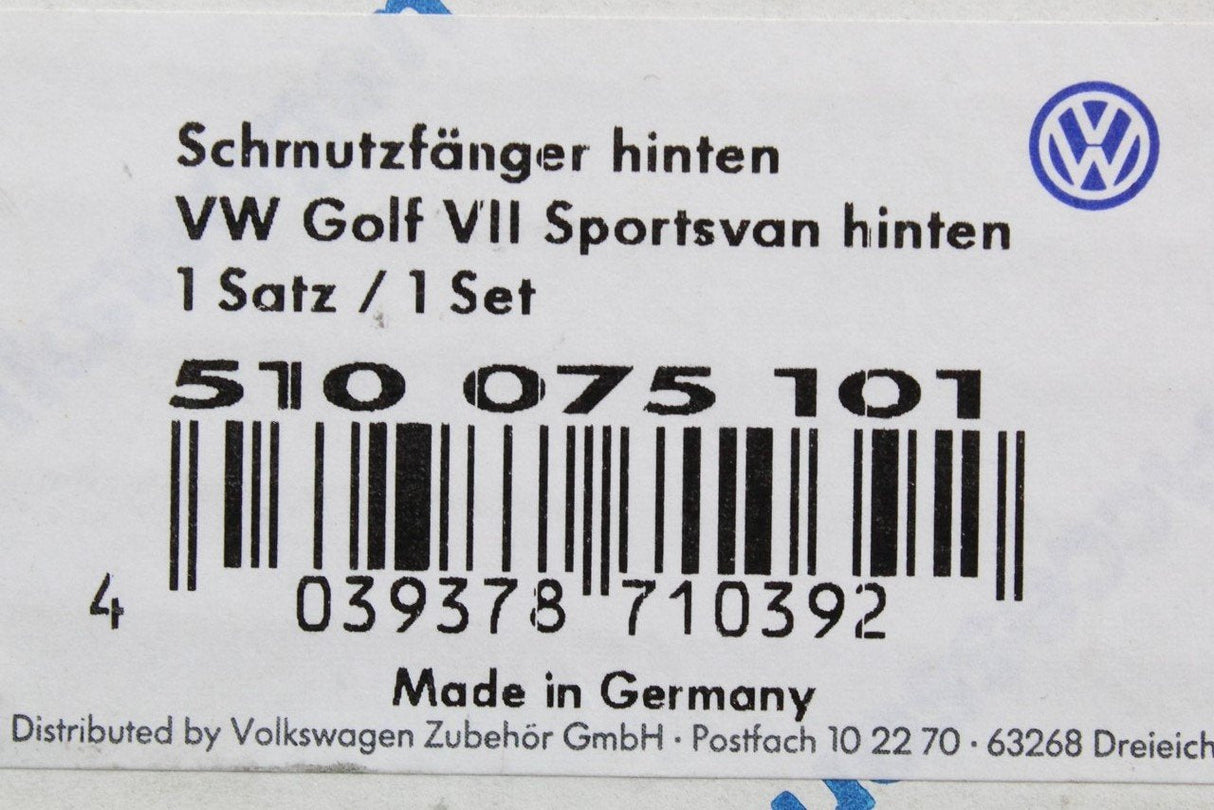 Schmutzfänger hinten
VW Golf VII Sportsvan hinten
1 Satz / 1 Set
510 075 101
4 039378 710392
Made in Germany
Distributed by Volkswagen Zubehör GmbH · Postfach 10 22 70 · 63268 Dreieich